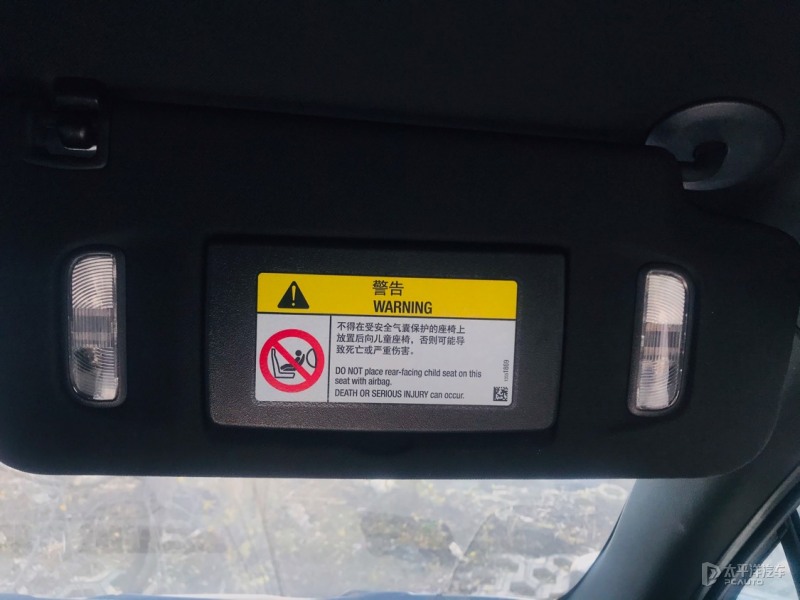 警告
WARNING
不得在受安全气囊保护的座椅上
放置后向儿童座椅，否则可能导
致死亡或严重伤害。
DO NOT place rear-facing child seat on this
seat with airbag.
DEATH OR SERIOUS INJURY can occur.
太平洋汽车
PCAUTO